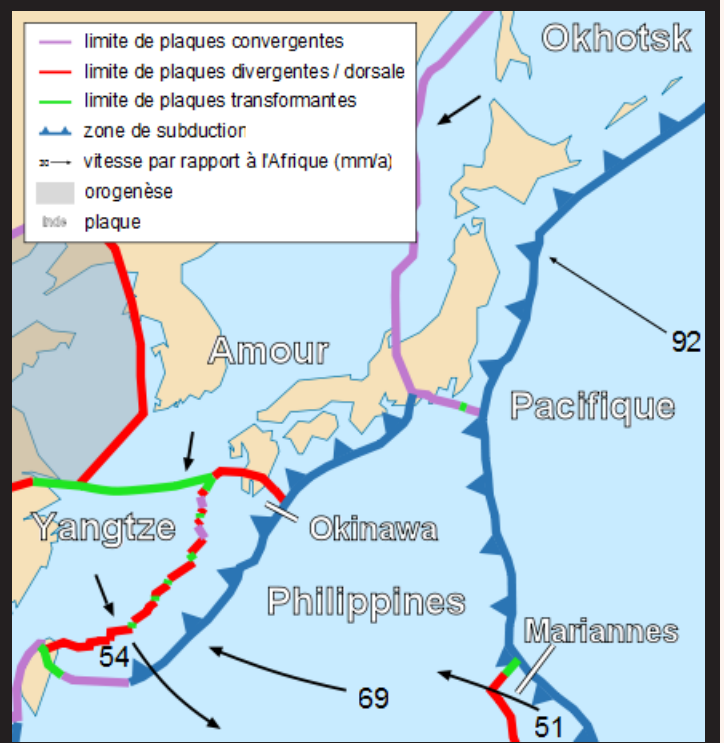 limite de plaques convergentes
limite de plaques divergentes / dorsale
limite de plaques transformantes
zone de subduction
vitesse par rapport à l'Afrique (mm/a)
orogenèse
Inde plaque
Okhotsk
92
Amour
Pacifique
Yangtze
Okinawa
Philippines
Mariannes
54
69
51